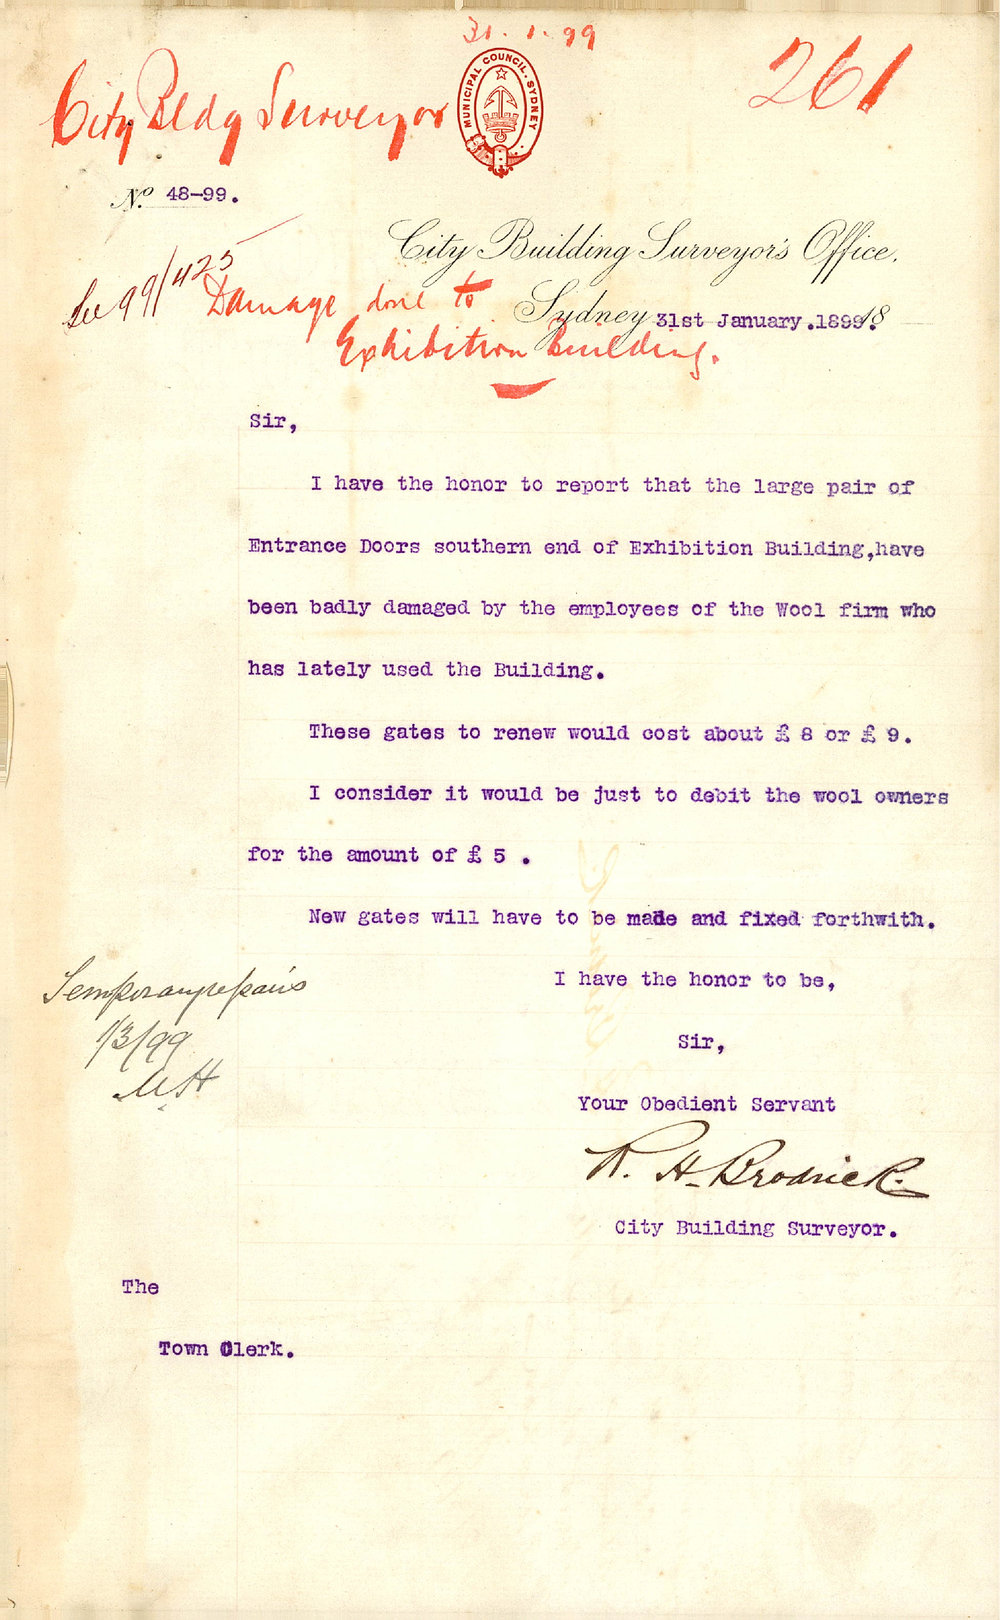 31.1.99
261
City Bldg Surveyor
MUNICIPAL COUNCIL. SYDNEY
No. 48-99.
City Building Surveyor's Office,
See 99/425
Damage done to
Sydney 31st January.1899. 18
Exhibition Building.
Sir,
I have the honor to report that the large pair of
Entrance Doors southern end of Exhibition Building,have
been badly damaged by the employees of the Wool firm who
has lately used the Building.
These gates to renew would cost about £ 8 or £ 9.
I consider it would be just to debit the wool owners
for the amount of £ 5 .
New gates will have to be made and fixed forthwith.
I have the honor to be,
Temporary repairs
1/3/99
Sir,
Your Obedient Servant
R. H. Brodrick.
City Building Surveyor.
The
Town Clerk.